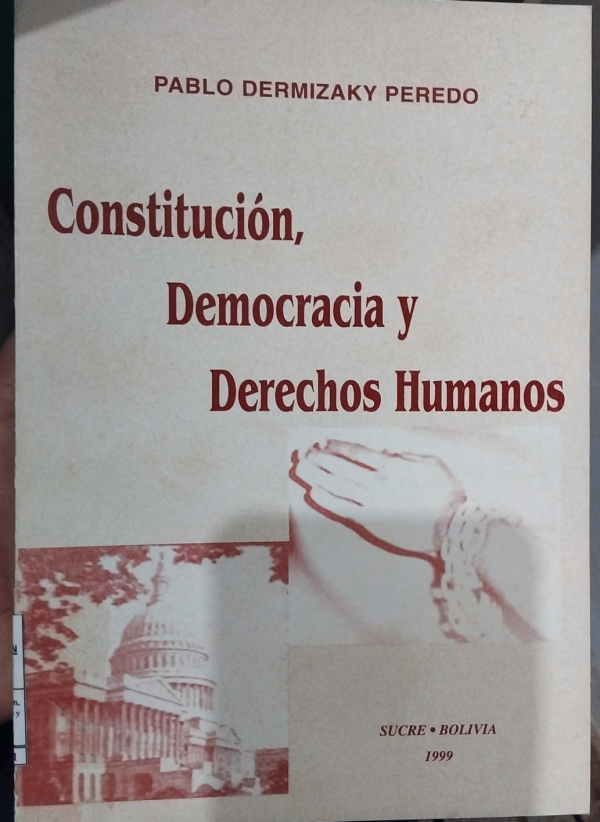 PABLO DERMIZAKY PEREDO
Constitución,
Democracia y
Derechos Humanos
SUCRE • BOLIVIA
1999